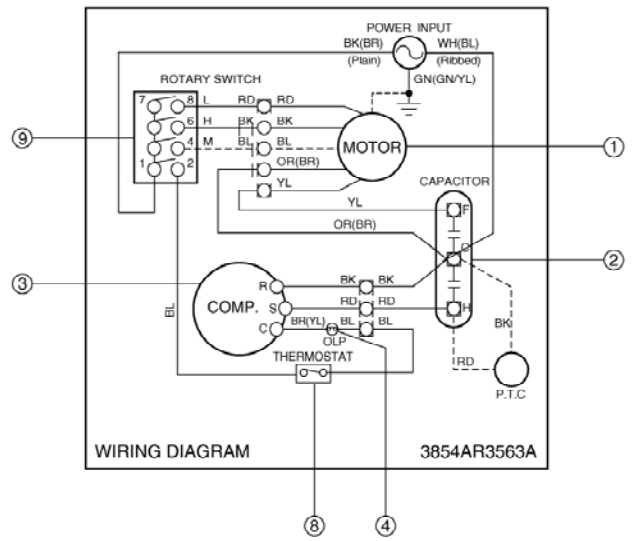 POWER INPUT
BK(BR) WH(BL)
(Plain) (Ribbed)
GN(GN/YL)
ROTARY SWITCH
7 8 L RD RD
6 H BK BK
9 4 M BL BL MOTOR 1
1 2 OR(BR)
YL
CAPACITOR
YL F
OR(BR)
C 2
3 R BK BK
COMP. S RD RD H
C BR(YL) BL BL
BL OLP BK
THERMOSTAT
RD
P.T.C
WIRING DIAGRAM 3854AR3563A
8 4